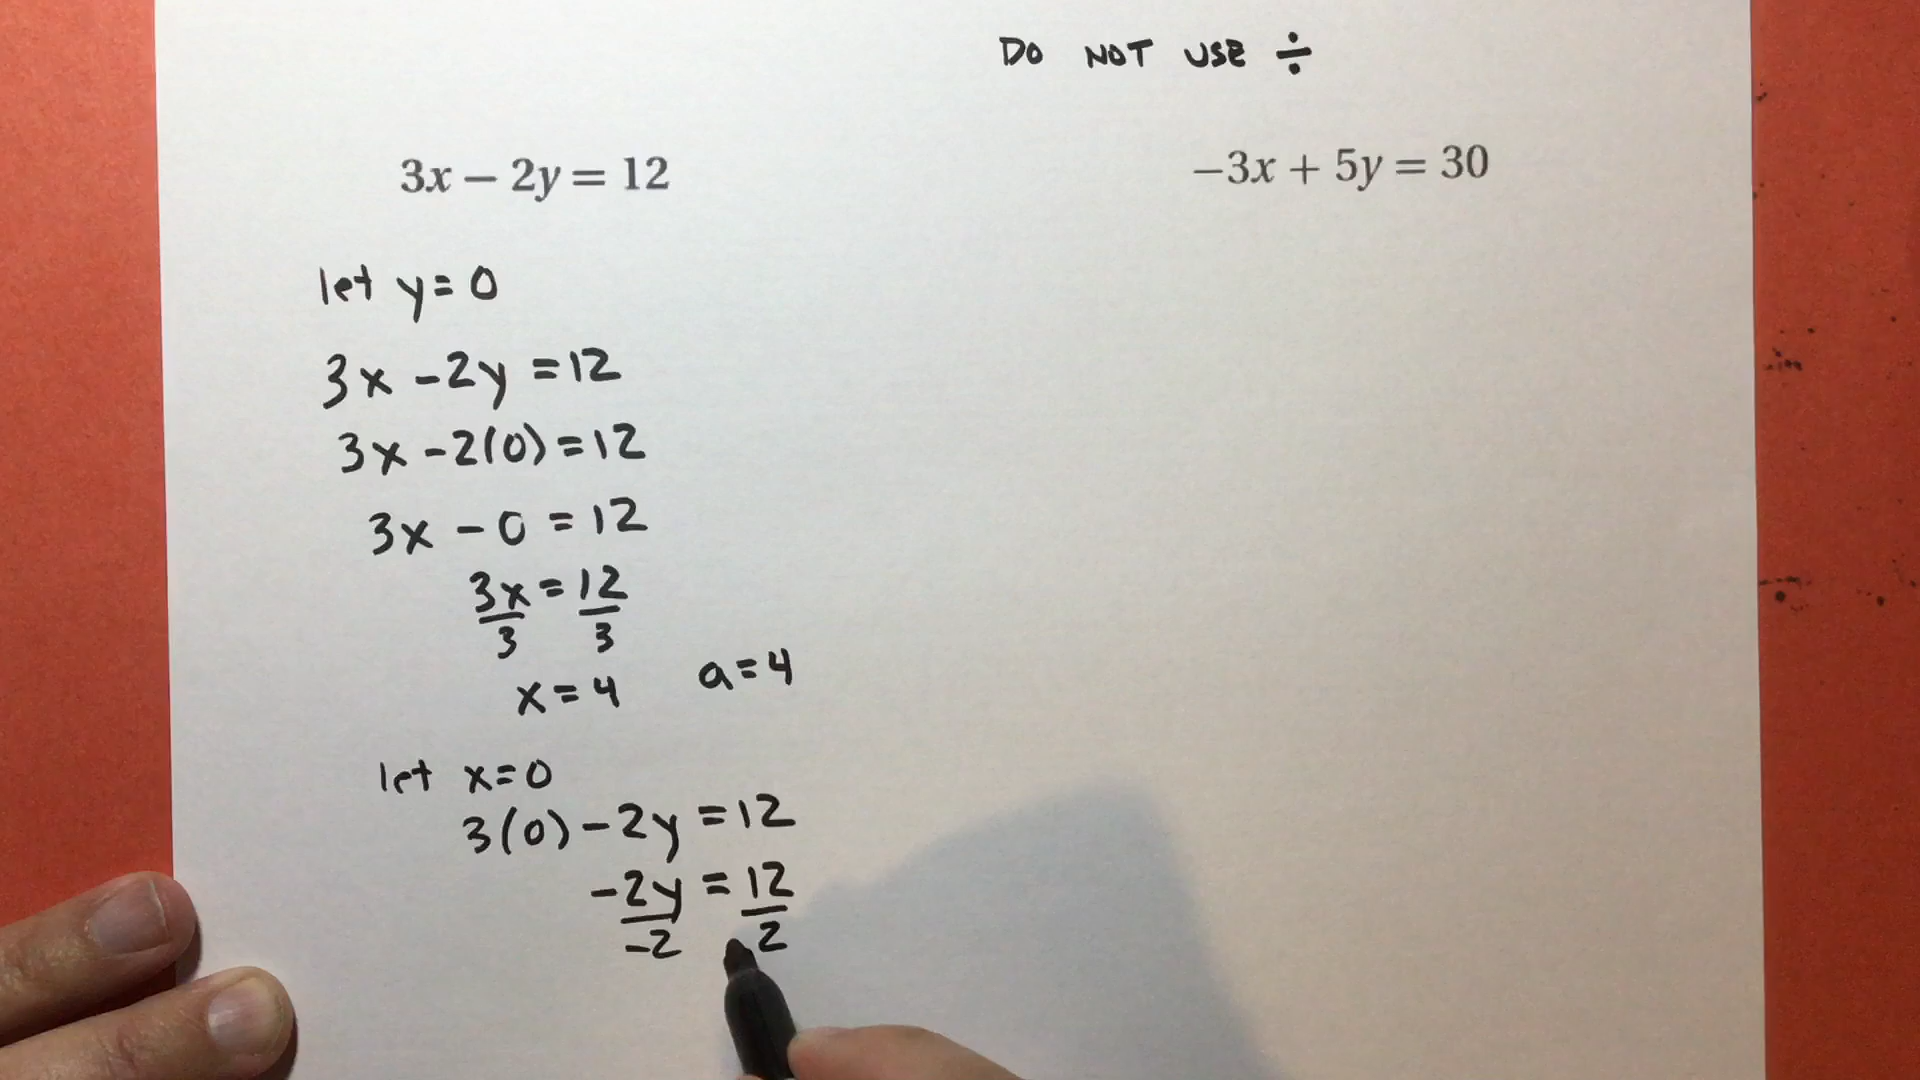 DO NOT USE ÷
3x − 2y = 12
−3x + 5y = 30
let y=0
3x -2y =12
3x -2(0)=12
3x - 0 = 12
3x = 12
3 3
x = 4 a=4
let x=0
3(0) -2y =12
-2y = 12
-2 2